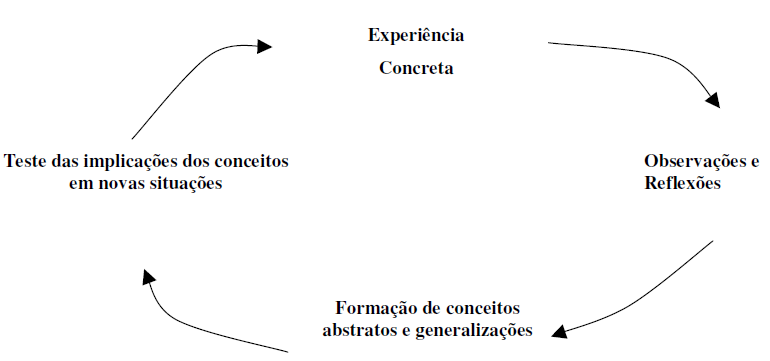 Experiência
Concreta
Teste das implicações dos conceitos
em novas situações
Observações e
Reflexões
Formação de conceitos
abstratos e generalizações